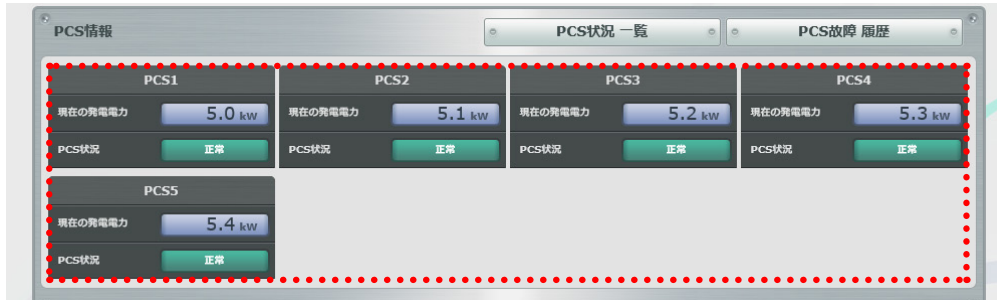 PCS情報 PCS状況 一覧 PCS故障 履歴
PCS1 PCS2 PCS3 PCS4
現在の発電電力 5.0 kW 現在の発電電力 5.1 kW 現在の発電電力 5.2 kW 現在の発電電力 5.3 kW
PCS状況 正常 PCS状況 正常 PCS状況 正常 PCS状況 正常
PCS5
現在の発電電力 5.4 kW
PCS状況 正常